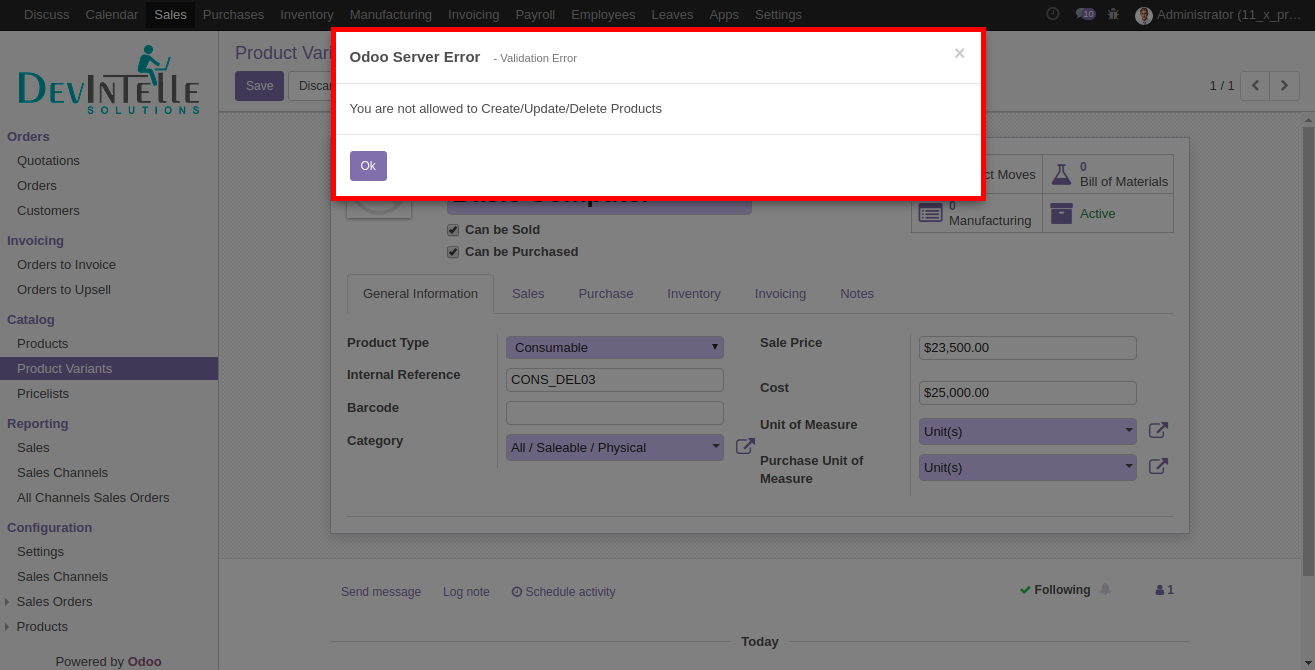 Discuss Calendar Sales Purchases Inventory Manufacturing Invoicing Payroll Employees Leaves Apps Settings 10 Administrator (11_x_pr…
DEVINTELLE
SOLUTIONS
Orders
Quotations
Orders
Customers
Invoicing
Orders to Invoice
Orders to Upsell
Catalog
Products
Product Variants
Pricelists
Reporting
Sales
Sales Channels
All Channels Sales Orders
Configuration
Settings
Sales Channels
Sales Orders
Products
Powered by Odoo
Product Vari
Save Discar
1 / 1
Odoo Server Error - Validation Error ×
You are not allowed to Create/Update/Delete Products
Ok
ct Moves
0
Bill of Materials
0
Manufacturing
Active
Can be Sold
Can be Purchased
General Information Sales Purchase Inventory Invoicing Notes
Product Type Consumable
Internal Reference CONS_DEL03
Barcode
Category All / Saleable / Physical
Sale Price $23,500.00
Cost $25,000.00
Unit of Measure Unit(s)
Purchase Unit of
Measure
Unit(s)
Send message Log note Schedule activity Following 1
Today